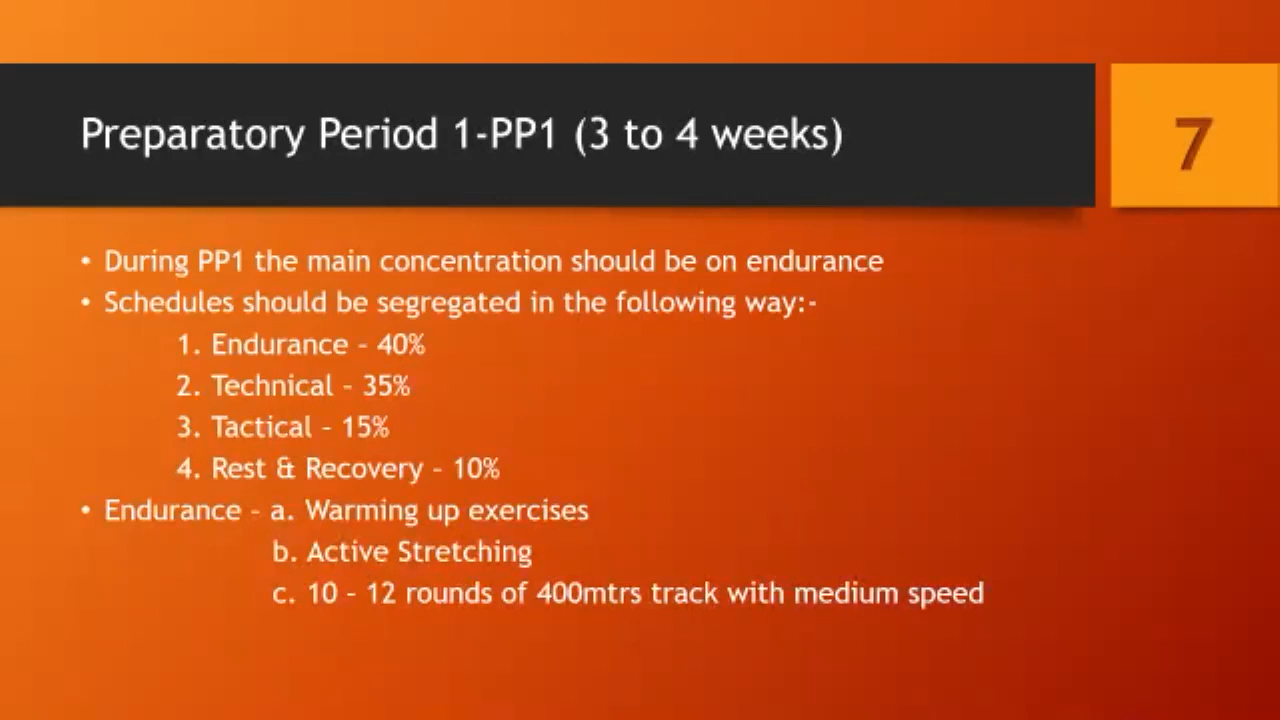 Preparatory Period 1-PP1 (3 to 4 weeks)
7
• During PP1 the main concentration should be on endurance
• Schedules should be segregated in the following way:-
1. Endurance – 40%
2. Technical – 35%
3. Tactical – 15%
4. Rest & Recovery – 10%
• Endurance – a. Warming up exercises
b. Active Stretching
c. 10 – 12 rounds of 400mtrs track with medium speed